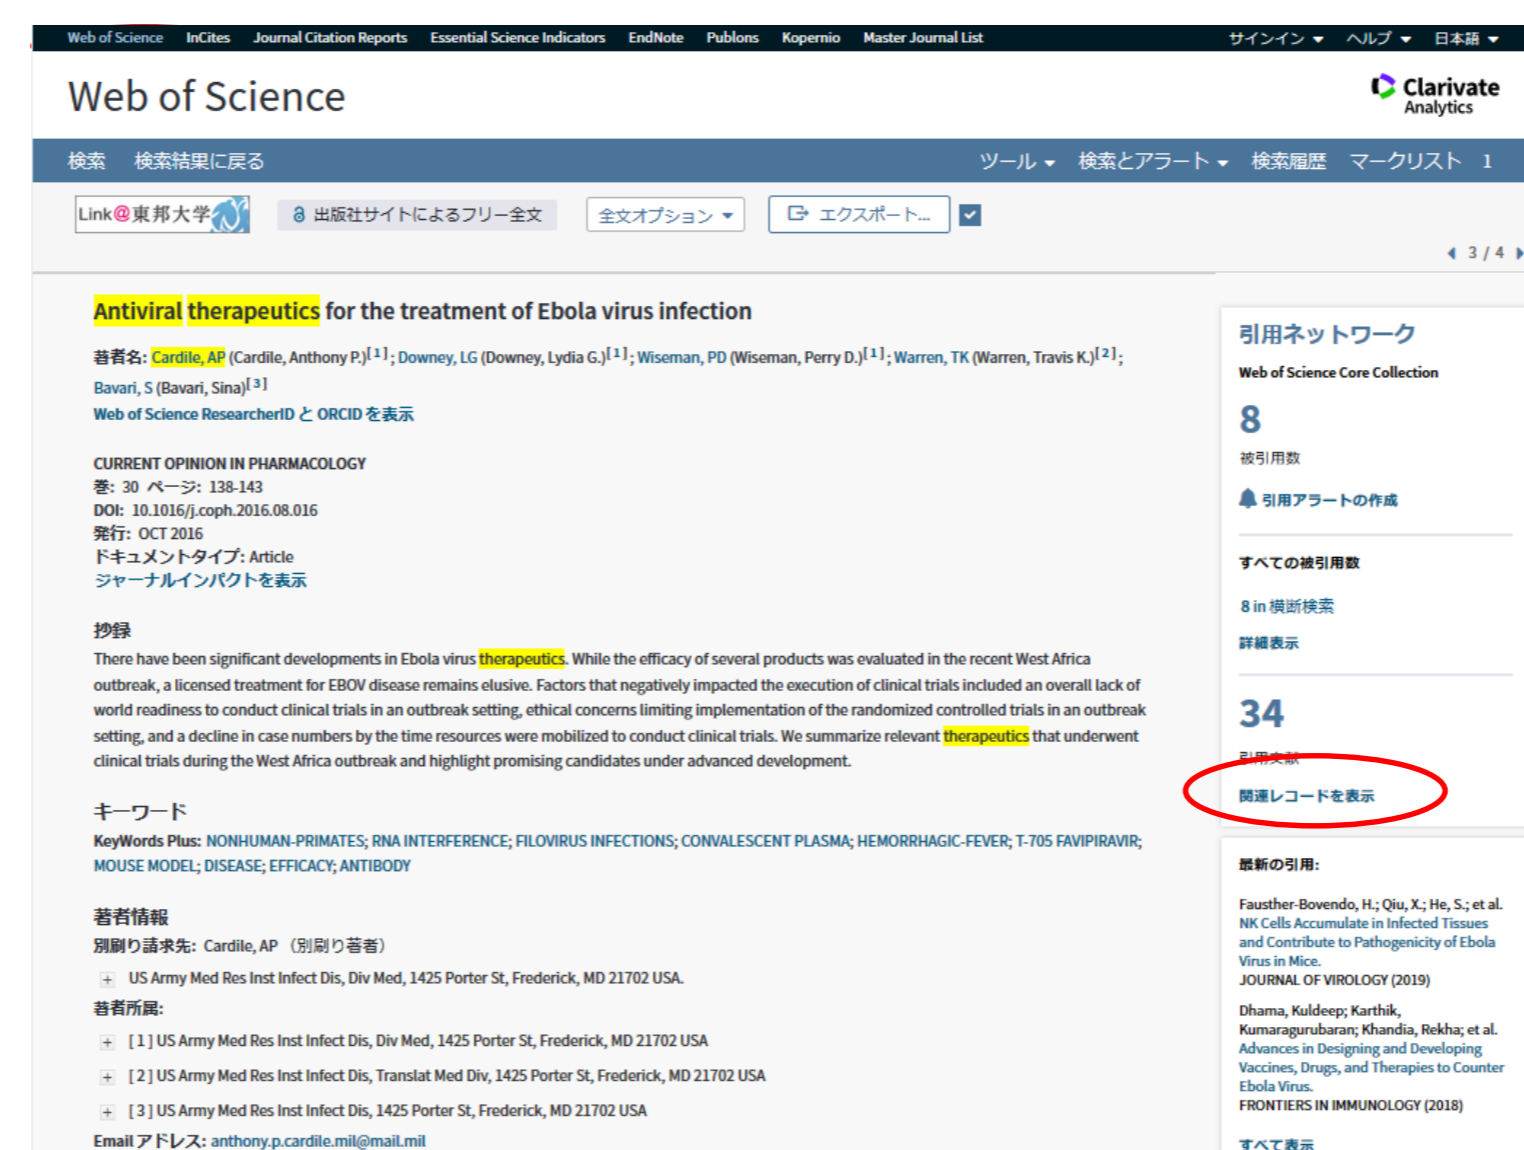 Web of Science InCites Journal Citation Reports Essential Science Indicators EndNote Publons Kopernio Master Journal List サインイン ヘルプ 日本語
Web of Science
Clarivate
Analytics
検索 検索結果に戻る ツール 検索とアラート 検索履歴 マークリスト 1
Link@東邦大学 出版社サイトによるフリー全文 全文オプション エクスポート...
3 / 4
Antiviral therapeutics for the treatment of Ebola virus infection
著者名: Cardile, AP (Cardile, Anthony P.)[1]; Downey, LG (Downey, Lydia G.)[1]; Wiseman, PD (Wiseman, Perry D.)[1]; Warren, TK (Warren, Travis K.)[2];
Bavari, S (Bavari, Sina)[3]
Web of Science ResearcherID と ORCID を表示
CURRENT OPINION IN PHARMACOLOGY
巻: 30 ページ: 138-143
DOI: 10.1016/j.coph.2016.08.016
発行: OCT 2016
ドキュメントタイプ: Article
ジャーナルインパクトを表示
抄録
There have been significant developments in Ebola virus therapeutics. While the efficacy of several products was evaluated in the recent West Africa
outbreak, a licensed treatment for EBOV disease remains elusive. Factors that negatively impacted the execution of clinical trials included an overall lack of
world readiness to conduct clinical trials in an outbreak setting, ethical concerns limiting implementation of the randomized controlled trials in an outbreak
setting, and a decline in case numbers by the time resources were mobilized to conduct clinical trials. We summarize relevant therapeutics that underwent
clinical trials during the West Africa outbreak and highlight promising candidates under advanced development.
キーワード
KeyWords Plus: NONHUMAN-PRIMATES; RNA INTERFERENCE; FILOVIRUS INFECTIONS; CONVALESCENT PLASMA; HEMORRHAGIC-FEVER; T-705 FAVIPIRAVIR;
MOUSE MODEL; DISEASE; EFFICACY; ANTIBODY
著者情報
別刷り請求先: Cardile, AP （別刷り著者）
US Army Med Res Inst Infect Dis, Div Med, 1425 Porter St, Frederick, MD 21702 USA.
著者所属:
[ 1 ] US Army Med Res Inst Infect Dis, Div Med, 1425 Porter St, Frederick, MD 21702 USA
[ 2 ] US Army Med Res Inst Infect Dis, Translat Med Div, 1425 Porter St, Frederick, MD 21702 USA
[ 3 ] US Army Med Res Inst Infect Dis, 1425 Porter St, Frederick, MD 21702 USA
Email アドレス: anthony.p.cardile.mil@mail.mil
引用ネットワーク
Web of Science Core Collection
8
被引用数
引用アラートの作成
すべての被引用数
8 in 横断検索
詳細表示
34
引用文献
関連レコードを表示
最新の引用:
Fausther-Bovendo, H.; Qiu, X.; He, S.; et al.
NK Cells Accumulate in Infected Tissues
and Contribute to Pathogenicity of Ebola
Virus in Mice.
JOURNAL OF VIROLOGY (2019)
Dhama, Kuldeep; Karthik,
Kumaragurubaran; Khandia, Rekha; et al.
Advances in Designing and Developing
Vaccines, Drugs, and Therapies to Counter
Ebola Virus.
FRONTIERS IN IMMUNOLOGY (2018)
すべて表示